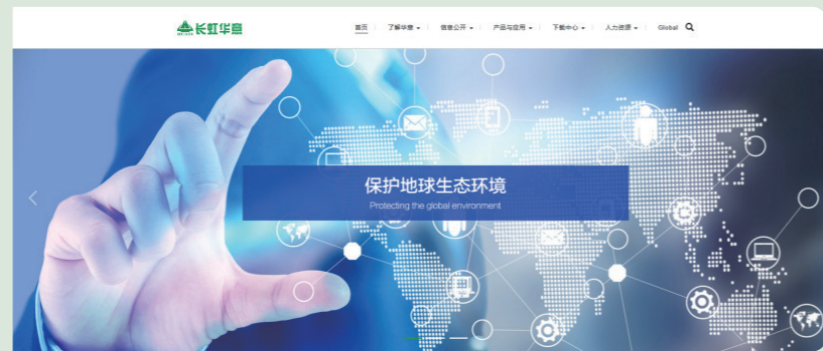 长虹华意
首页 了解华意 信息公开 产品与应用 下载中心 人力资源 Global
保护地球生态环境
Protecting the global environment